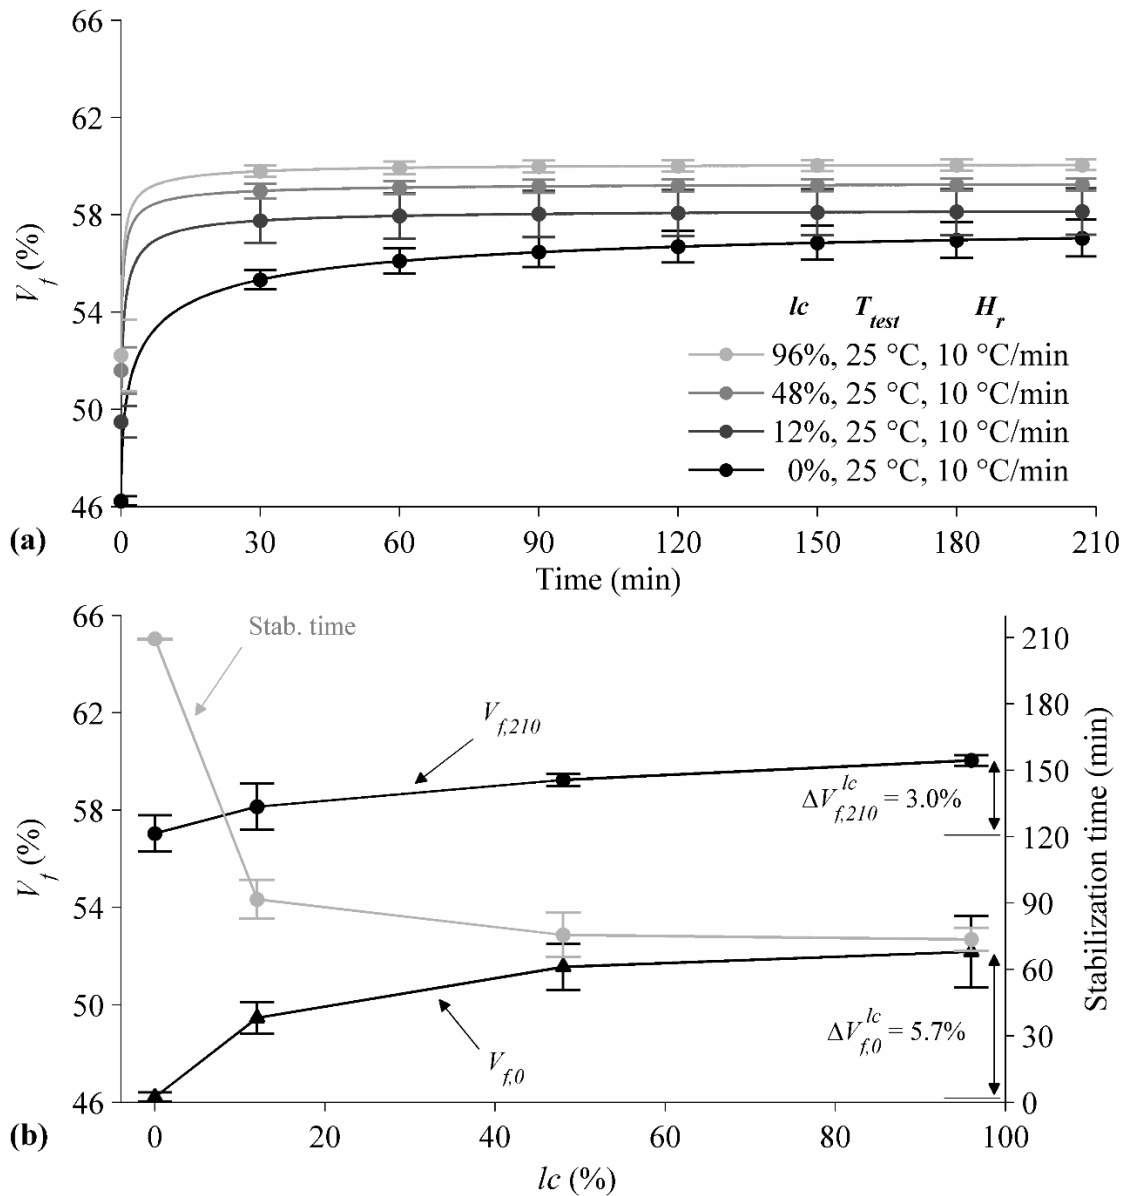 66
62
58
54
50
46
V_f (%)
lc T_test H_r
96%, 25 °C, 10 °C/min
48%, 25 °C, 10 °C/min
12%, 25 °C, 10 °C/min
0%, 25 °C, 10 °C/min
(a)
0 30 60 90 120 150 180 210
Time (min)
66
62
58
54
50
46
V_f (%)
Stab. time
V_f,210
ΔV_f,210^lc = 3.0%
V_f,0
ΔV_f,0^lc = 5.7%
210
180
150
120
90
60
30
0
Stabilization time (min)
(b)
0 20 40 60 80 100
lc (%)